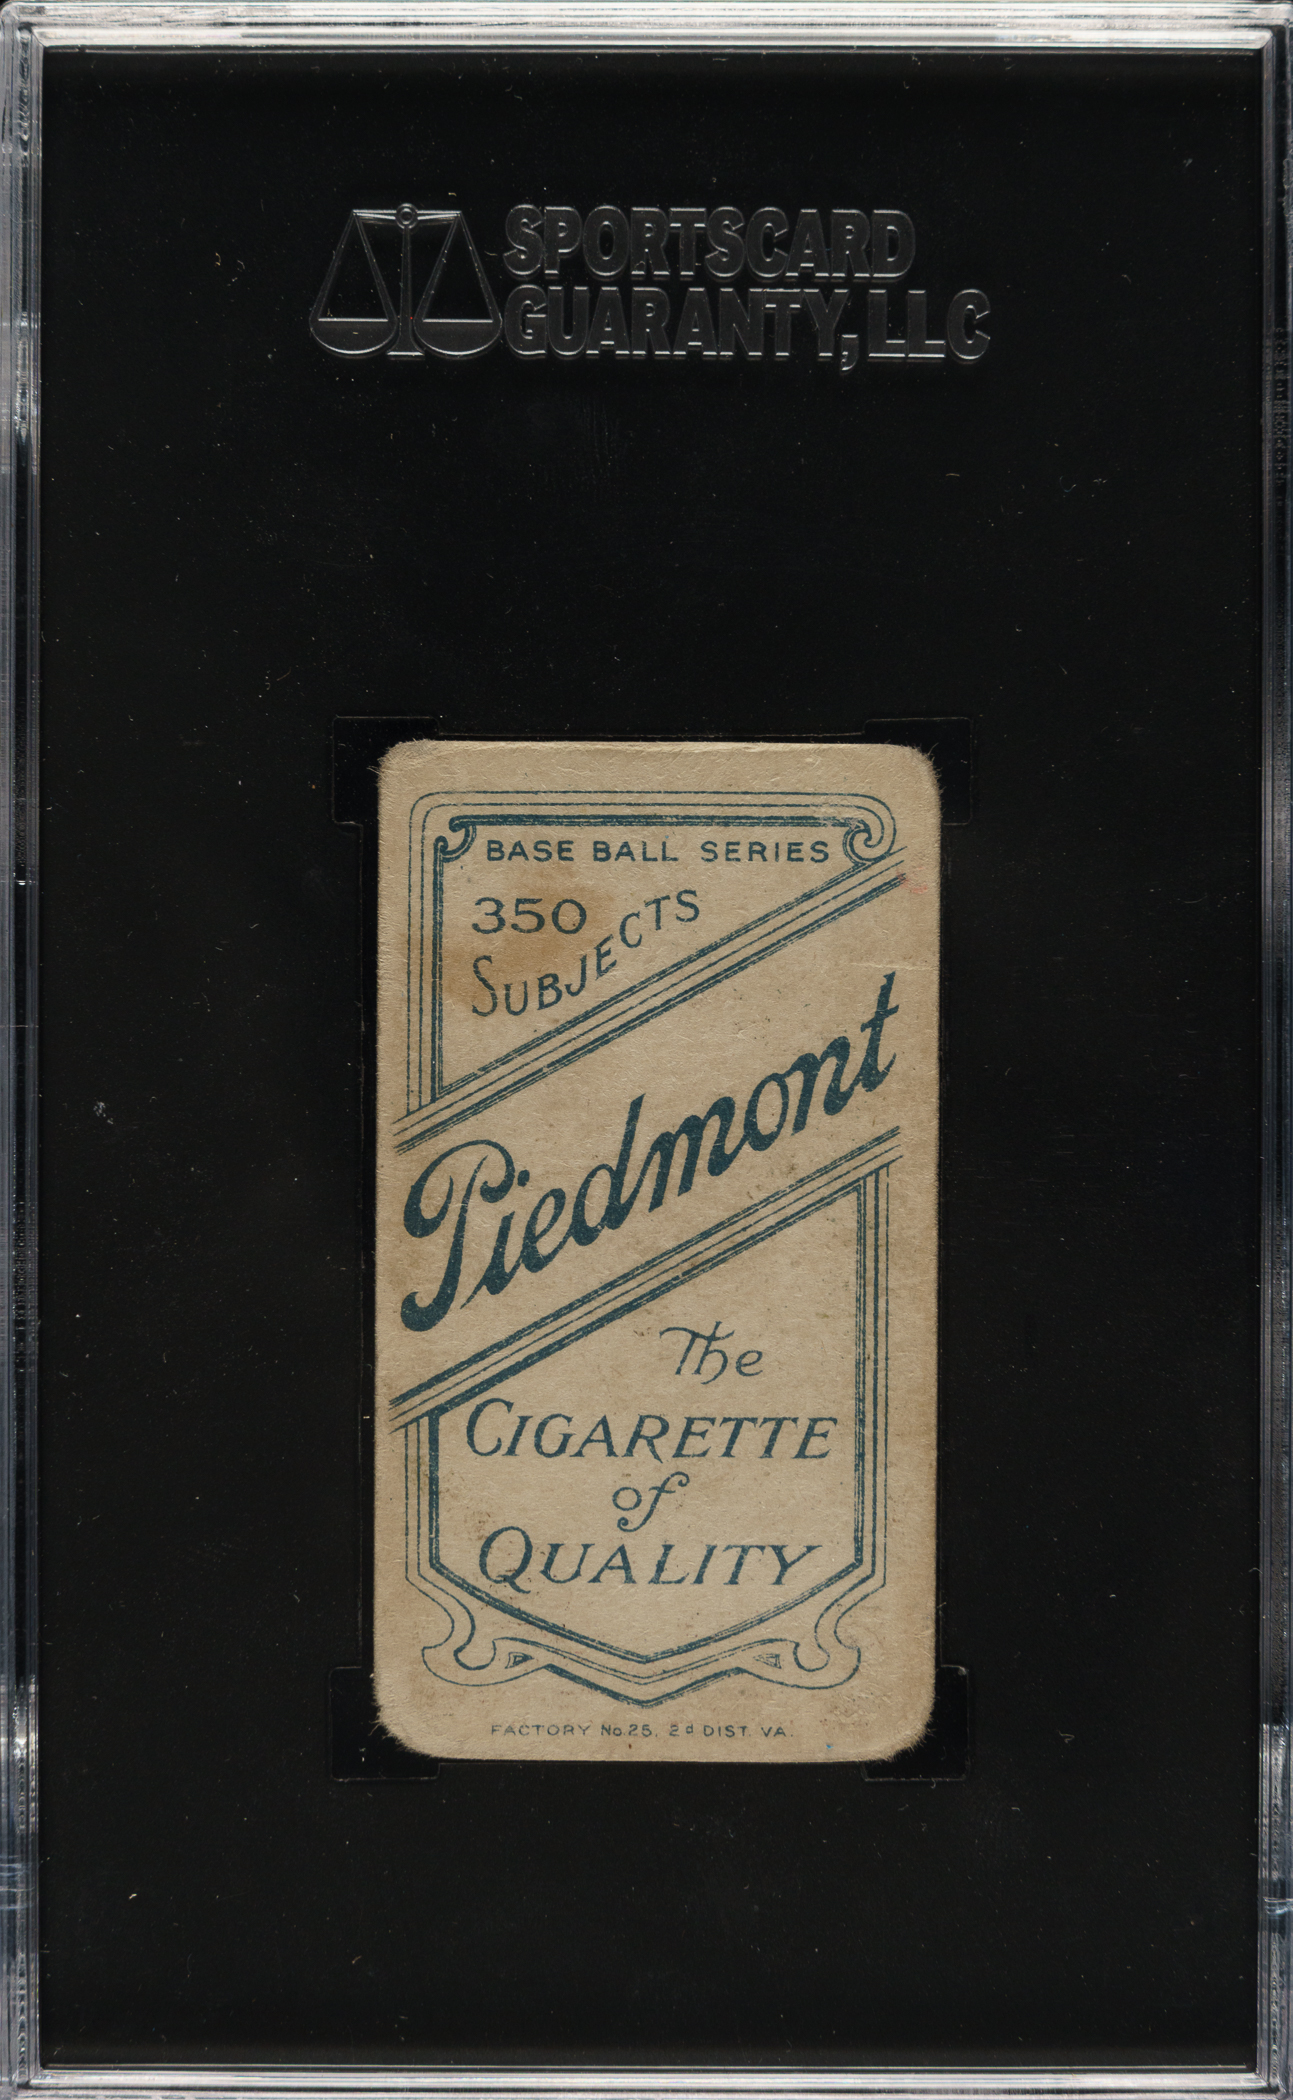 SPORTSCARD
GUARANTY, LLC
BASE BALL SERIES
350
SUBJECTS
Piedmont
The
CIGARETTE
of
QUALITY
FACTORY No.25, 2d DIST. VA.